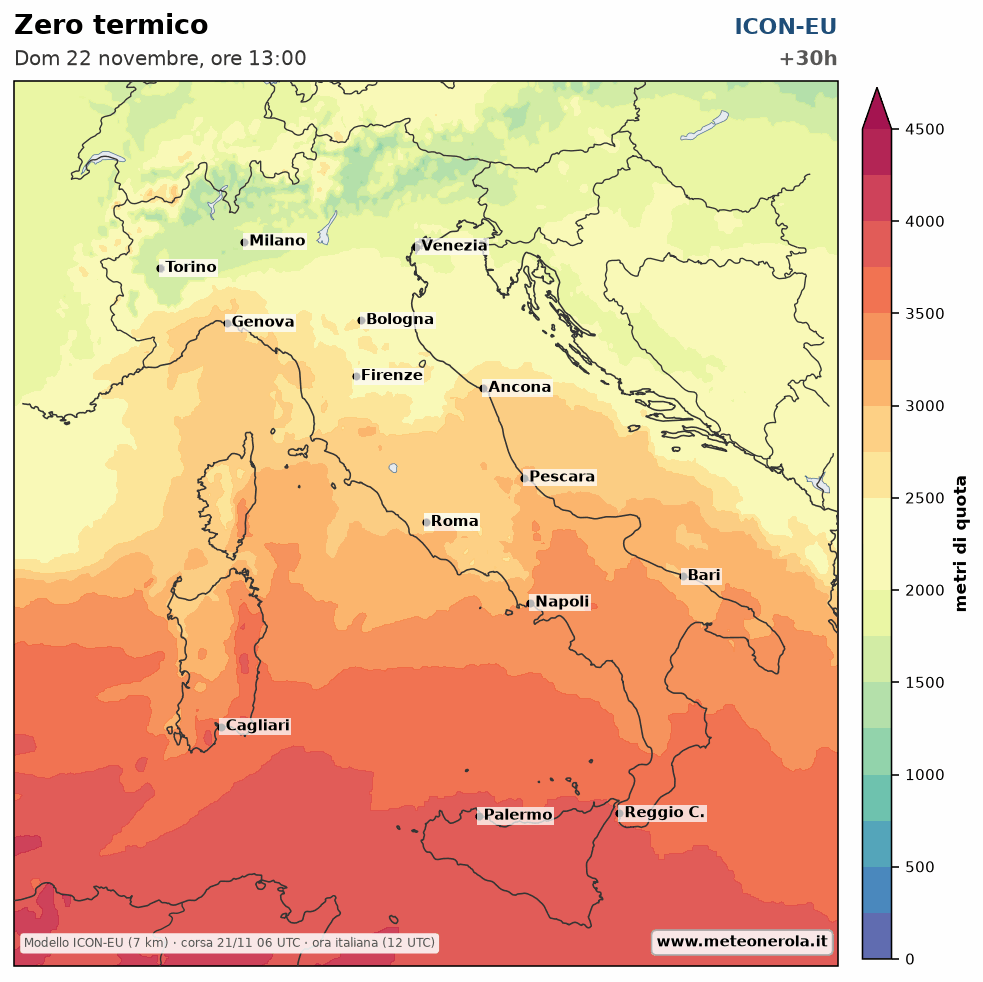 Zero termico
ICON-EU
Dom 22 novembre, ore 13:00
+30h
4500
4000
3500
3000
2500
2000
1500
1000
500
0
metri di quota
Milano
Venezia
Torino
Genova
Bologna
Firenze
Ancona
Pescara
Roma
Bari
Napoli
Cagliari
Palermo
Reggio C.
Modello ICON-EU (7 km) · corsa 21/11 06 UTC · ora italiana (12 UTC)
www.meteonerola.it